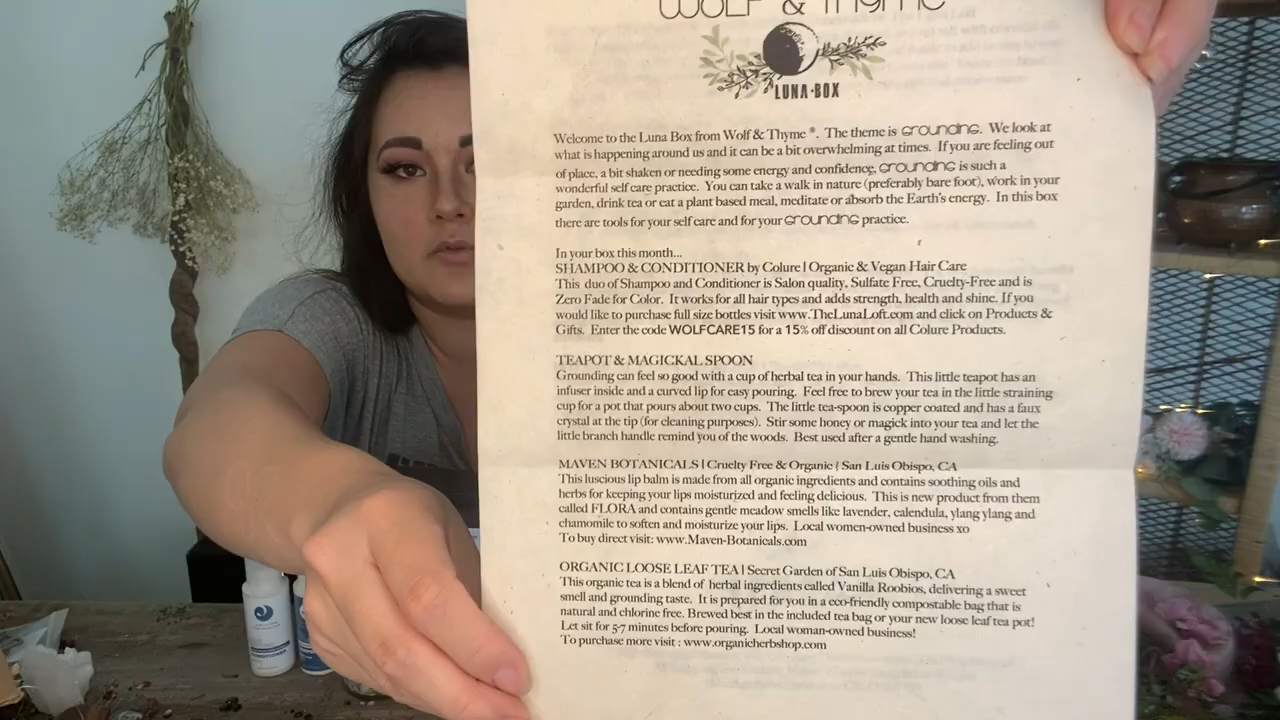 WOLF & Thyme
LUNA·BOX
Welcome to the Luna Box from Wolf & Thyme ®. The theme is Grounding. We look at
what is happening around us and it can be a bit overwhelming at times. If you are feeling out
of place, a bit shaken or needing some energy and confidence, Grounding is such a
wonderful self care practice. You can take a walk in nature (preferably bare foot), work in your
garden, drink tea or eat a plant based meal, meditate or absorb the Earth's energy. In this box
there are tools for your self care and for your Grounding practice.
In your box this month...
SHAMPOO & CONDITIONER by Colure | Organic & Vegan Hair Care
This duo of Shampoo and Conditioner is Salon quality, Sulfate Free, Cruelty-Free and is
Zero Fade for Color. It works for all hair types and adds strength, health and shine. If you
would like to purchase full size bottles visit www.TheLunaLoft.com and click on Products &
Gifts. Enter the code WOLFCARE15 for a 15% off discount on all Colure Products.
TEAPOT & MAGICKAL SPOON
Grounding can feel so good with a cup of herbal tea in your hands. This little teapot has an
infuser inside and a curved lip for easy pouring. Feel free to brew your tea in the little straining
cup for a pot that pours about two cups. The little tea-spoon is copper coated and has a faux
crystal at the tip (for cleaning purposes). Stir some honey or magick into your tea and let the
little branch handle remind you of the woods. Best used after a gentle hand washing.
MAVEN BOTANICALS | Cruelty Free & Organic | San Luis Obispo, CA
This luscious lip balm is made from all organic ingredients and contains soothing oils and
herbs for keeping your lips moisturized and feeling delicious. This is new product from them
called FLORA and contains gentle meadow smells like lavender, calendula, ylang ylang and
chamomile to soften and moisturize your lips. Local women-owned business xo
To buy direct visit: www.Maven-Botanicals.com
ORGANIC LOOSE LEAF TEA | Secret Garden of San Luis Obispo, CA
This organic tea is a blend of herbal ingredients called Vanilla Roobios, delivering a sweet
smell and grounding taste. It is prepared for you in a eco-friendly compostable bag that is
natural and chlorine free. Brewed best in the included tea bag or your new loose leaf tea pot!
Let sit for 5-7 minutes before pouring. Local woman-owned business!
To purchase more visit : www.organicherbshop.com
CONDITIONER